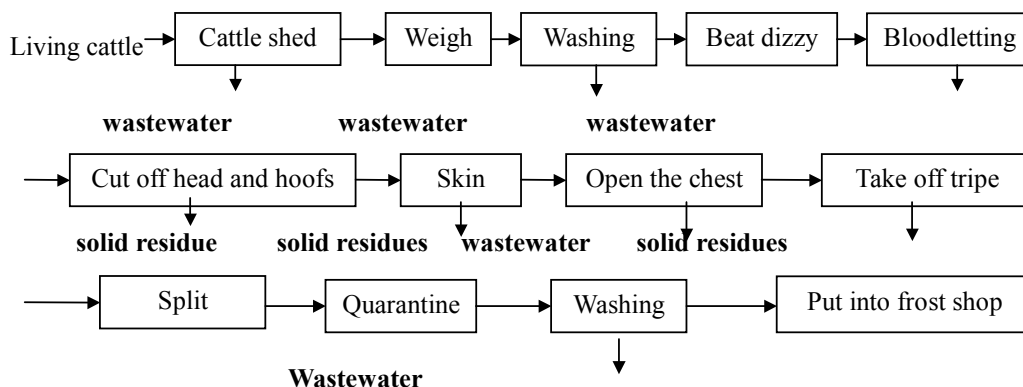 Living cattle Cattle shed Weigh Washing Beat dizzy Bloodletting
wastewater wastewater wastewater
Cut off head and hoofs Skin Open the chest Take off tripe
solid residue solid residues wastewater solid residues
Split Quarantine Washing Put into frost shop
Wastewater